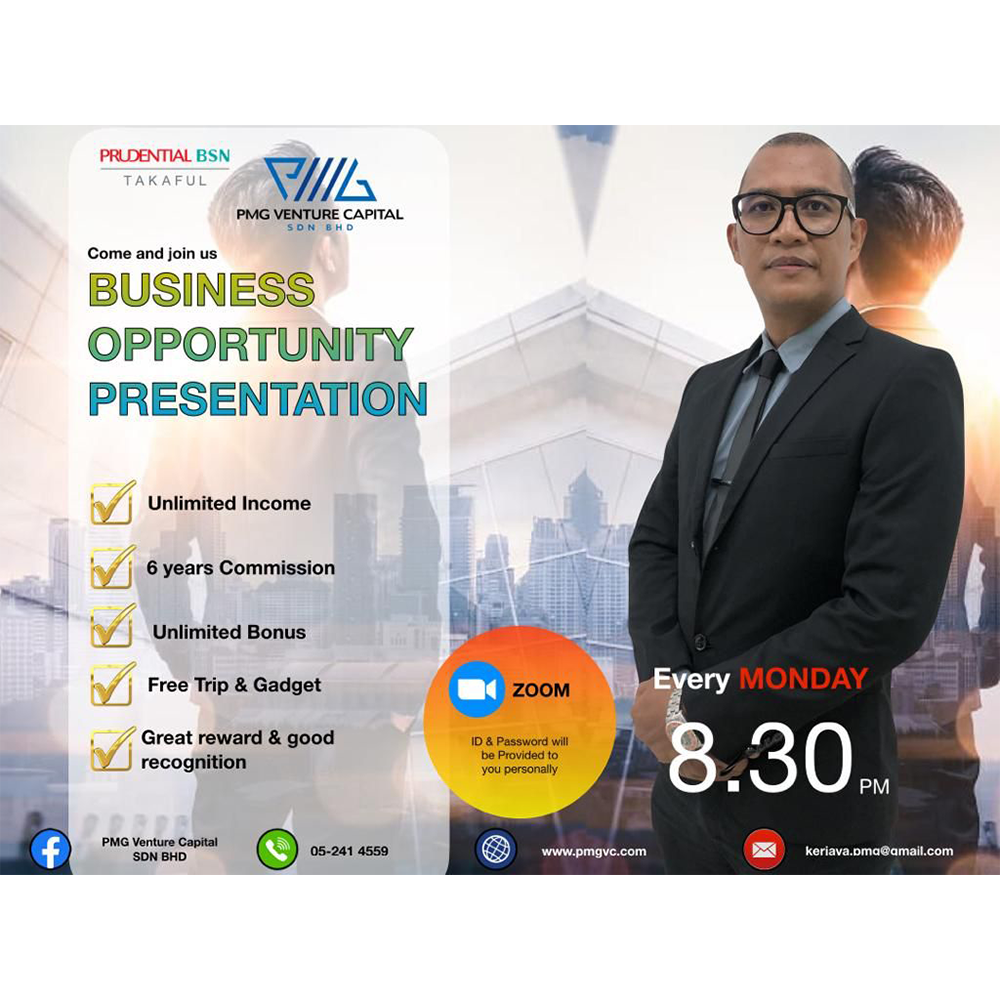 PRUDENTIAL BSN
TAKAFUL
PMG
PMG VENTURE CAPITAL
SDN BHD
Come and join us
BUSINESS
OPPORTUNITY
PRESENTATION
Unlimited Income
6 years Commission
Unlimited Bonus
Free Trip & Gadget
Great reward & good
recognition
ZOOM
ID & Password will
be Provided to
you personally
Every MONDAY
8.30 PM
PMG Venture Capital
SDN BHD
05-241 4559
www.pmgvc.com
keriava.pmg@gmail.com